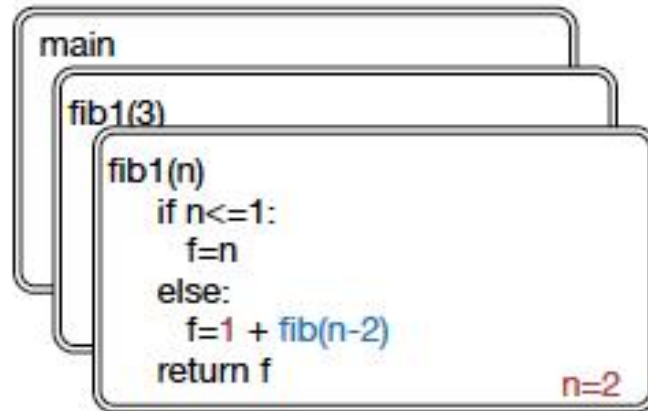 main
fib1(3)
fib1(n)
if n<=1:
f=n
else:
f=1 + fib(n-2)
return f
n=2